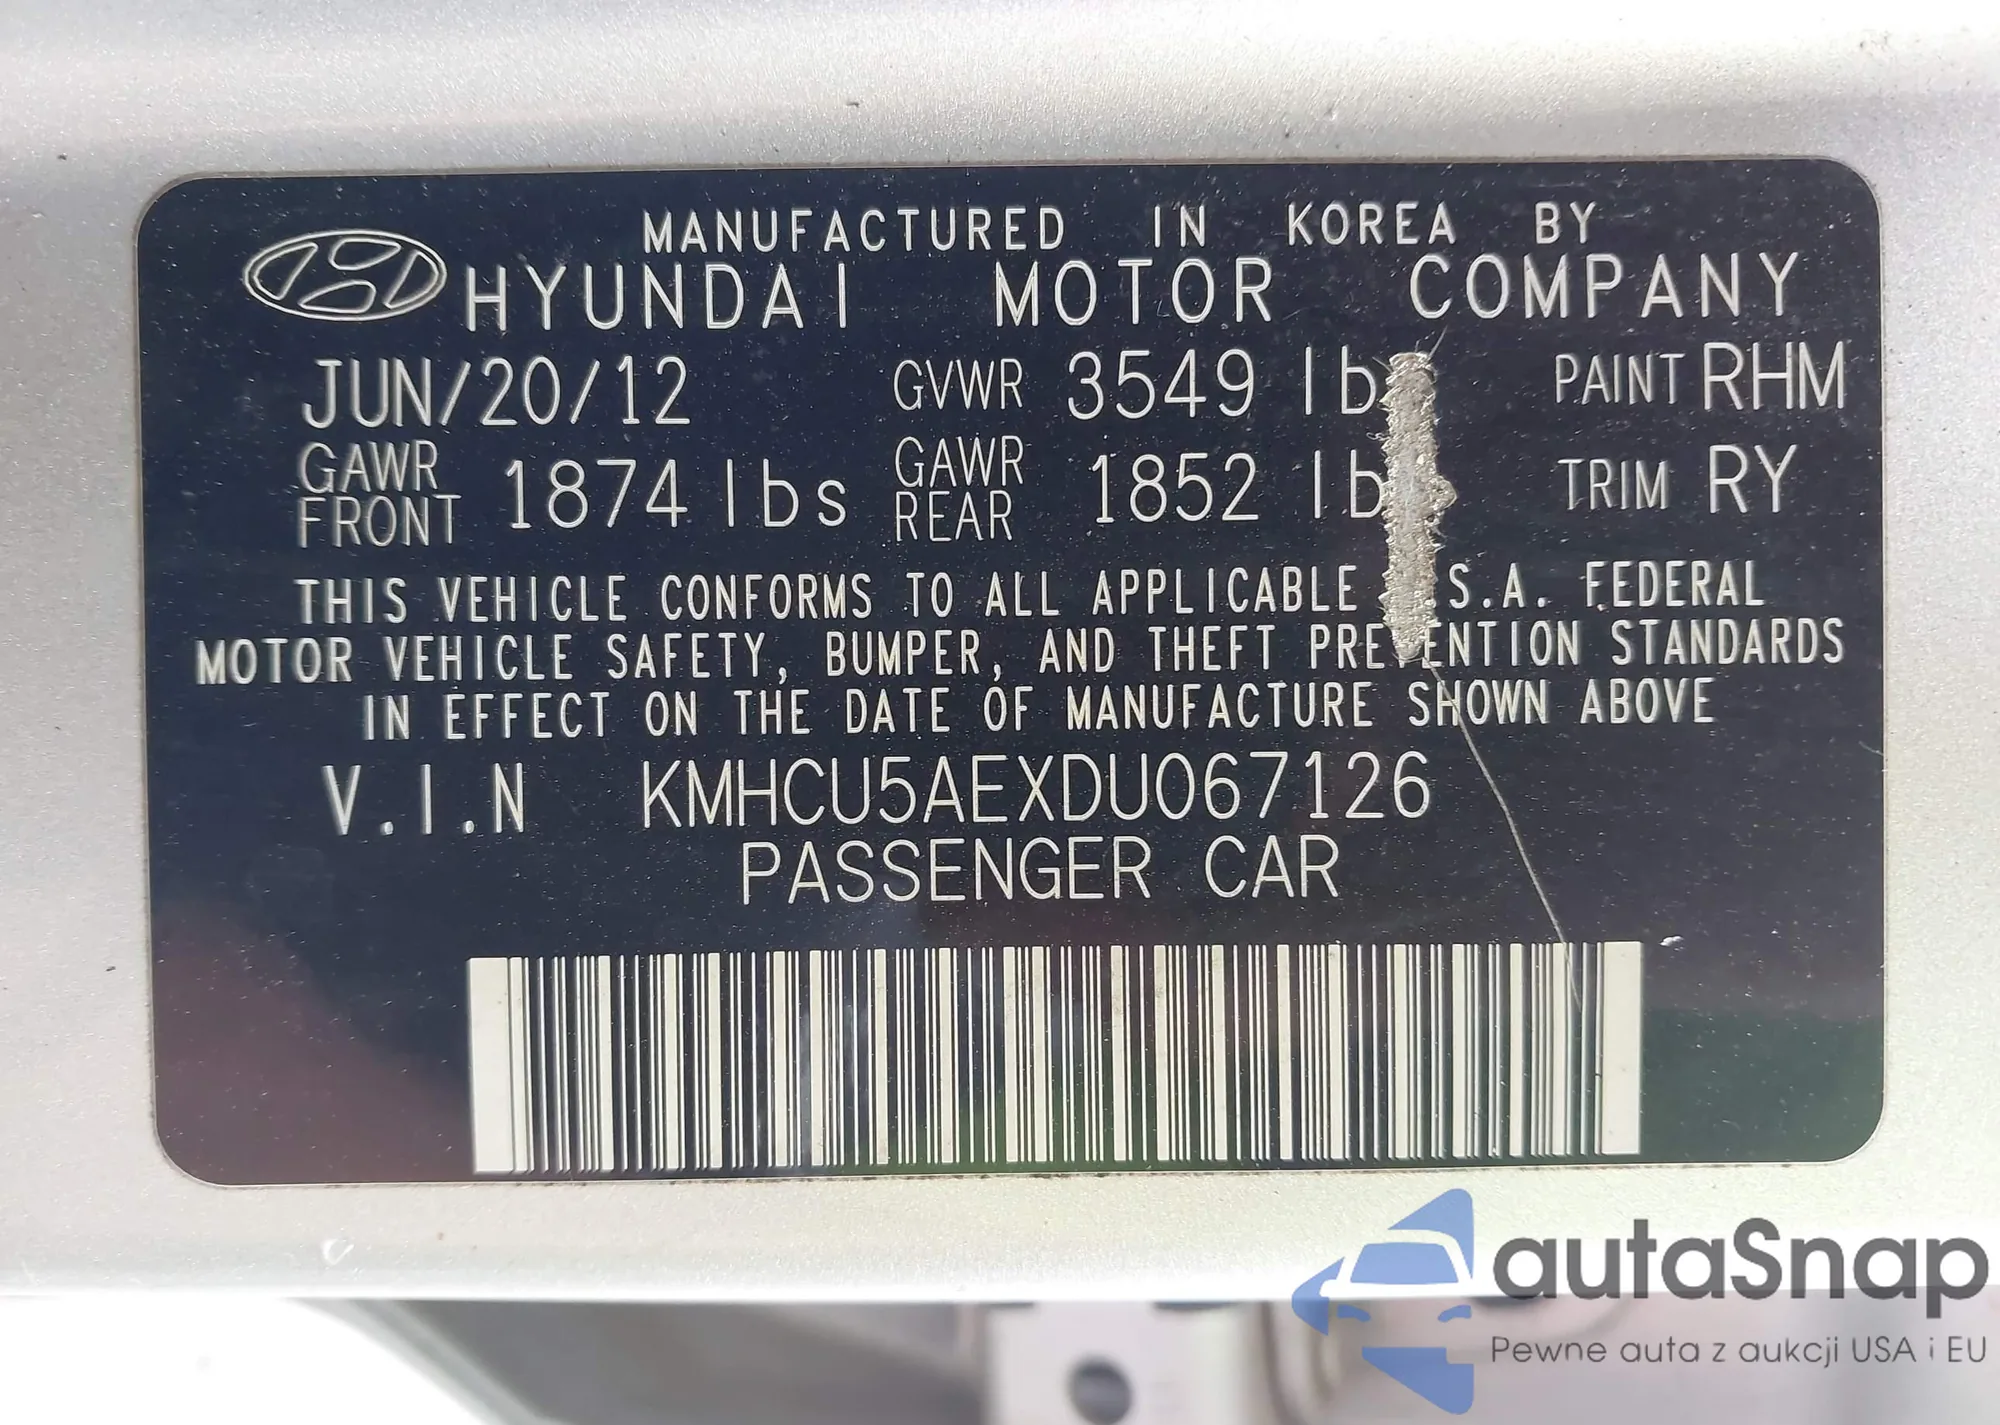 MANUFACTURED IN KOREA BY
HYUNDAI MOTOR COMPANY
JUN/20/12 GVWR 3549 lb PAINT RHM
GAWR FRONT 1874 lbs GAWR REAR 1852 lb TRIM RY
THIS VEHICLE CONFORMS TO ALL APPLICABLE S.A. FEDERAL
MOTOR VEHICLE SAFETY, BUMPER, AND THEFT PREVENTION STANDARDS
IN EFFECT ON THE DATE OF MANUFACTURE SHOWN ABOVE
V.I.N KMHCU5AEXDU067126
PASSENGER CAR
autaSnap
Pewne auta z aukcji USA i EU